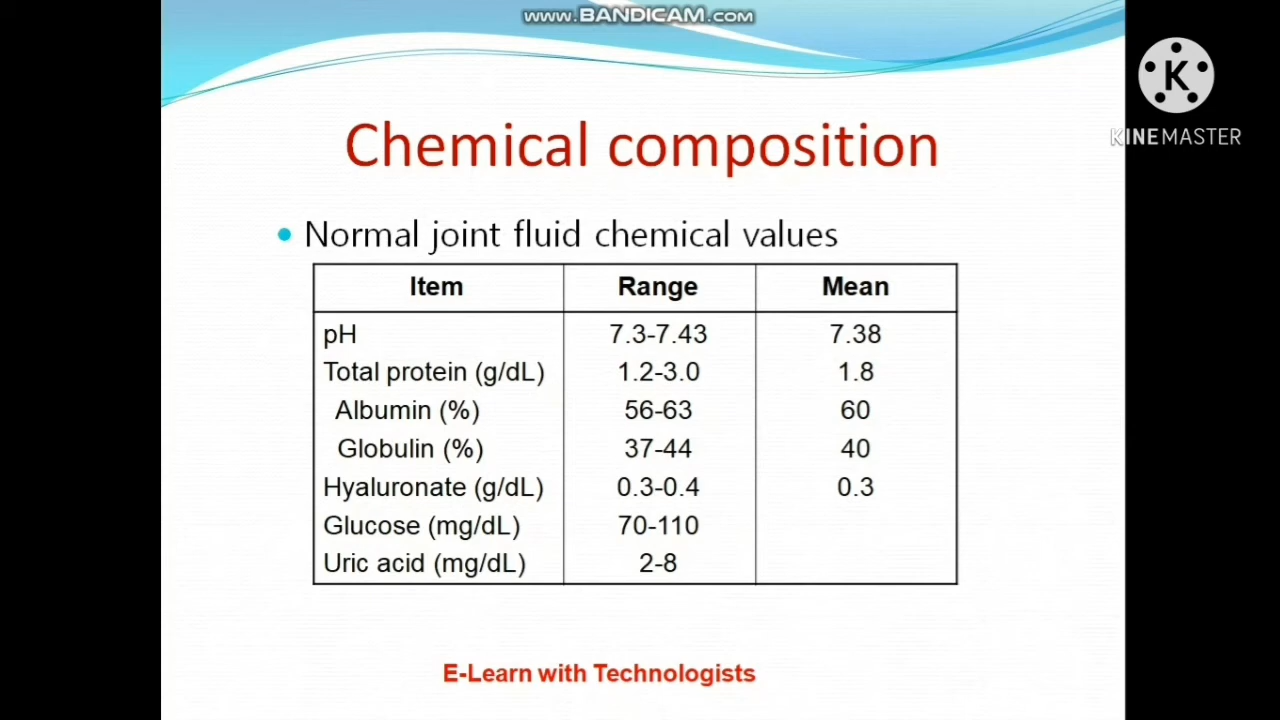 www.BANDICAM.com
K
KINEMASTER
Chemical composition
• Normal joint fluid chemical values
Item Range Mean
pH 7.3-7.43 7.38
Total protein (g/dL) 1.2-3.0 1.8
Albumin (%) 56-63 60
Globulin (%) 37-44 40
Hyaluronate (g/dL) 0.3-0.4 0.3
Glucose (mg/dL) 70-110
Uric acid (mg/dL) 2-8
E-Learn with Technologists